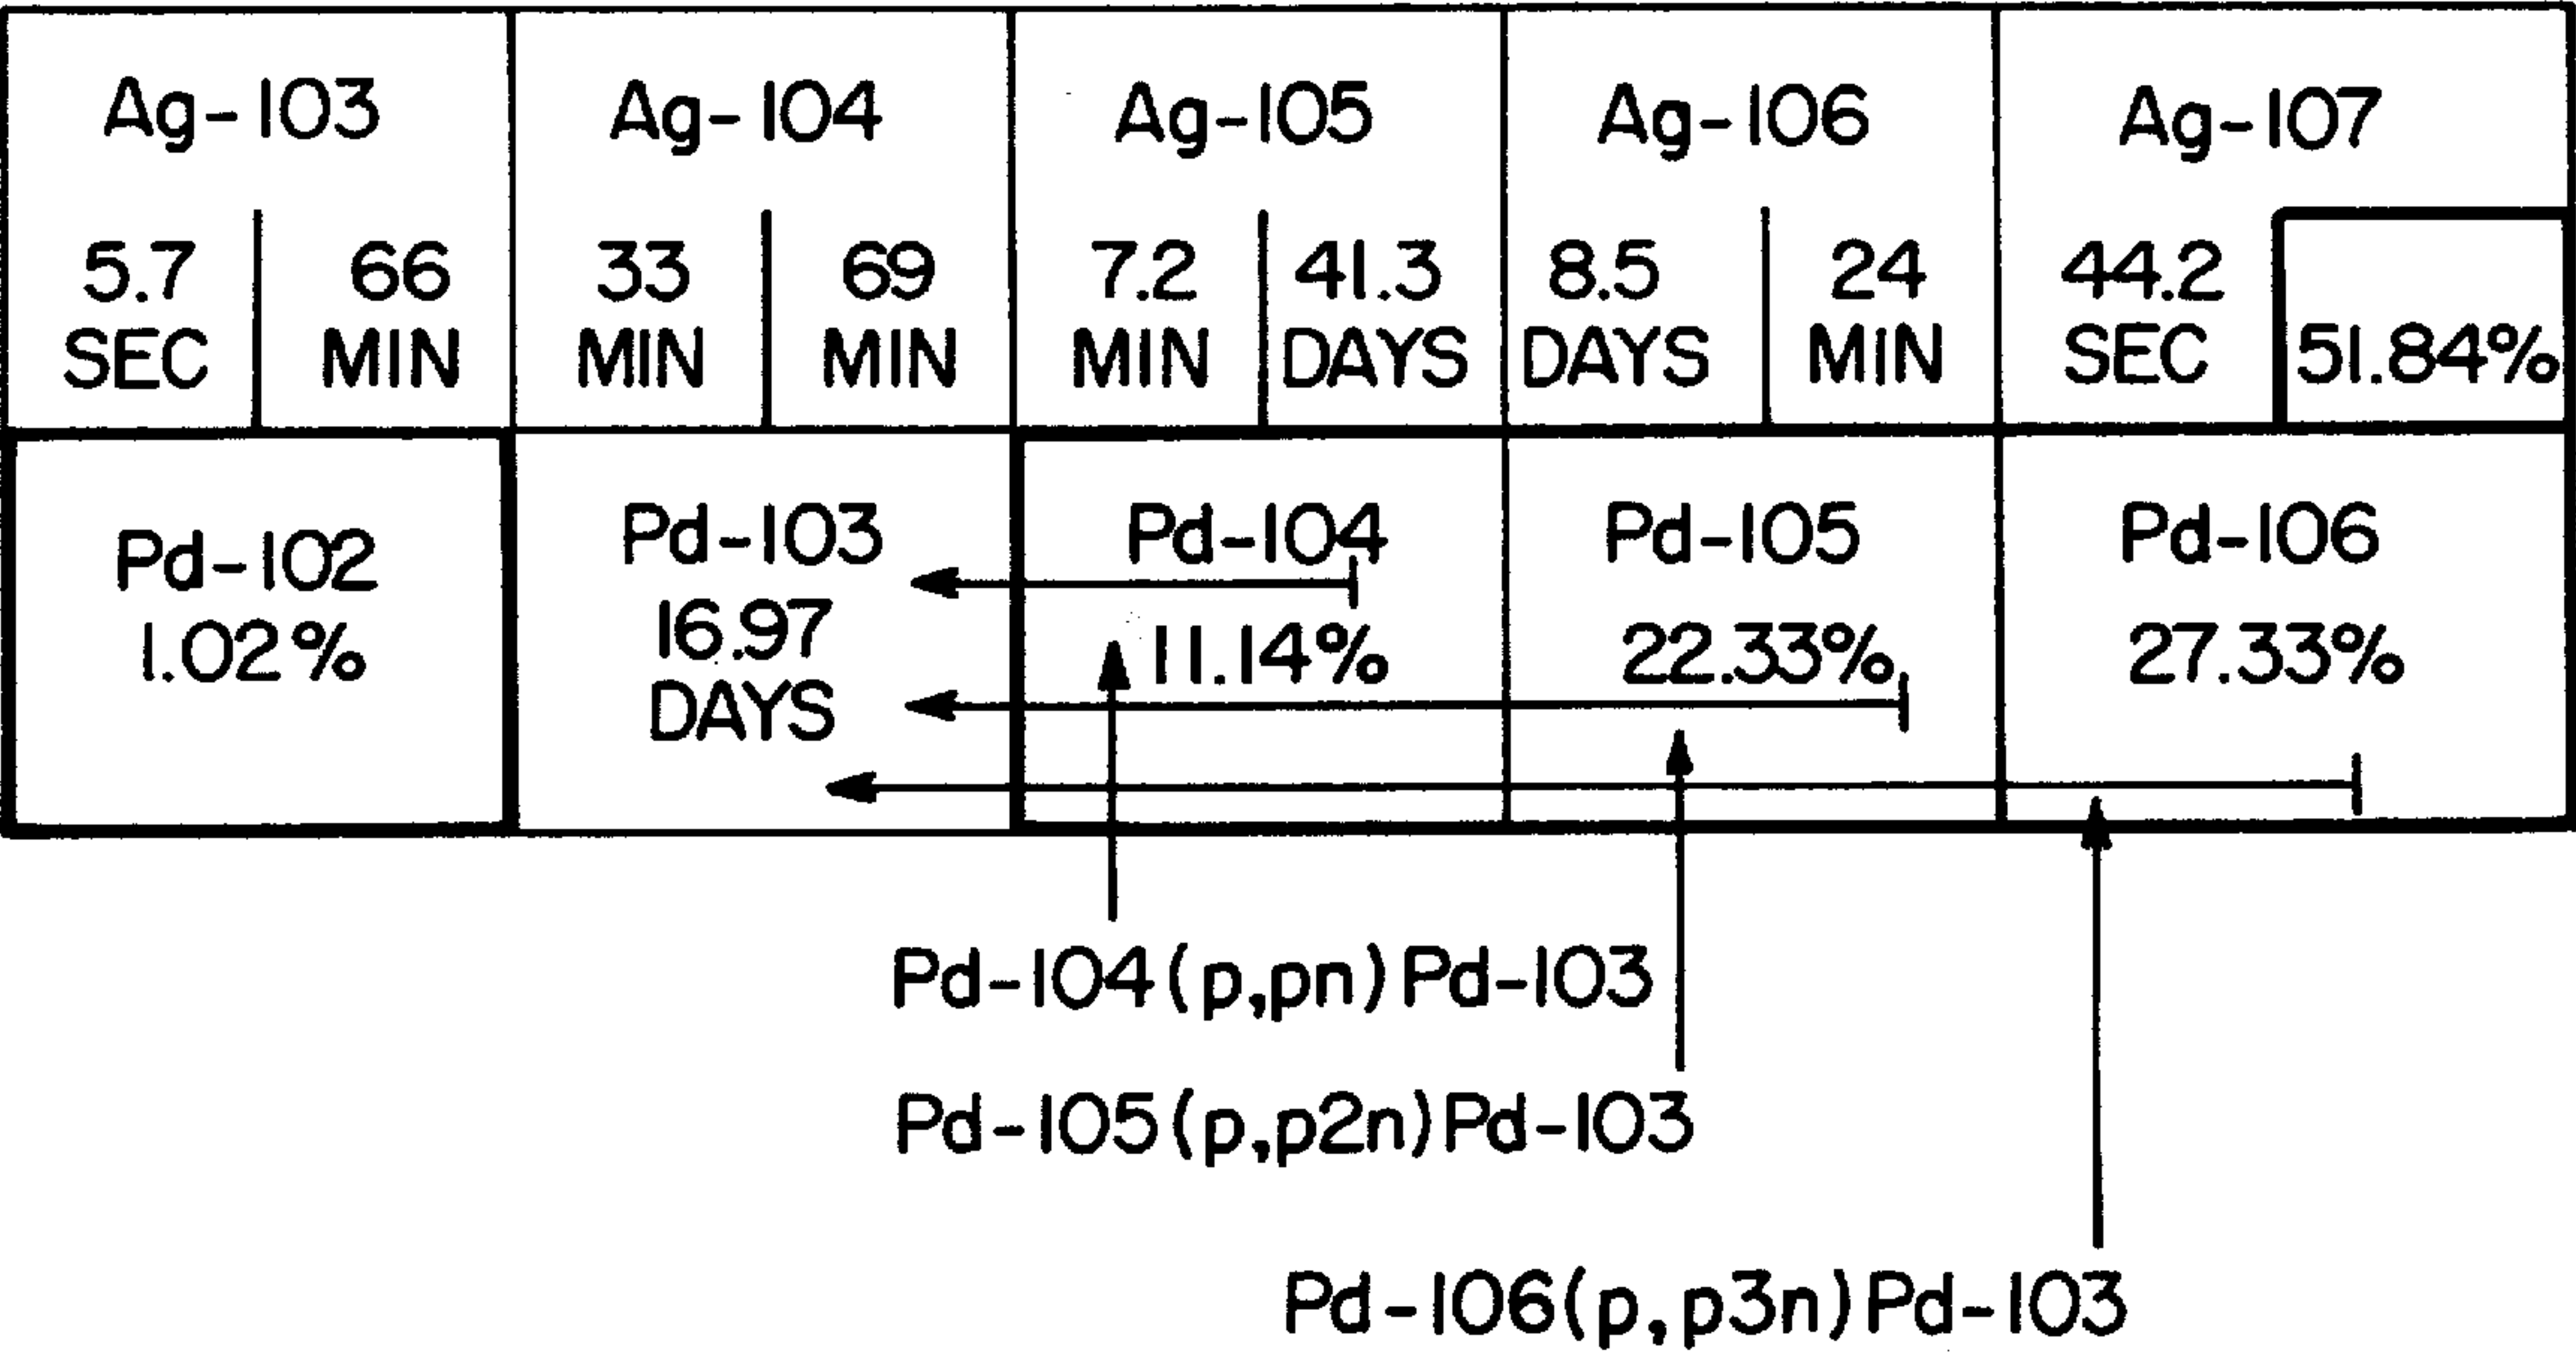 Ag-103
5.7 SEC
66 MIN
Ag-104
33 MIN
69 MIN
Ag-105
7.2 MIN
41.3 DAYS
Ag-106
8.5 DAYS
24 MIN
Ag-107
44.2 SEC
51.84%
Pd-102
1.02%
Pd-103
16.97
DAYS
Pd-104
11.14%
Pd-105
22.33%
Pd-106
27.33%
Pd-104(p,pn)Pd-103
Pd-105(p,p2n)Pd-103
Pd-106(p,p3n)Pd-103